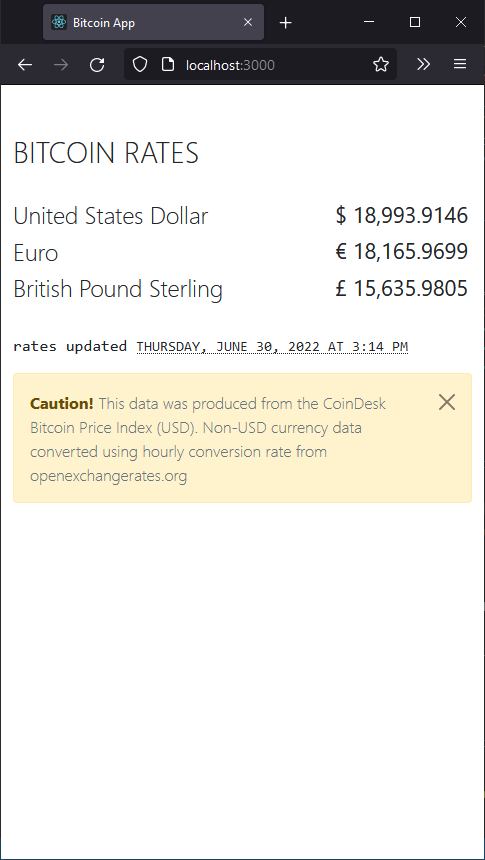 Bitcoin App
localhost:3000
BITCOIN RATES
United States Dollar $ 18,993.9146
Euro € 18,165.9699
British Pound Sterling £ 15,635.9805
rates updated THURSDAY, JUNE 30, 2022 AT 3:14 PM
Caution! This data was produced from the CoinDesk
Bitcoin Price Index (USD). Non-USD currency data
converted using hourly conversion rate from
openexchangerates.org